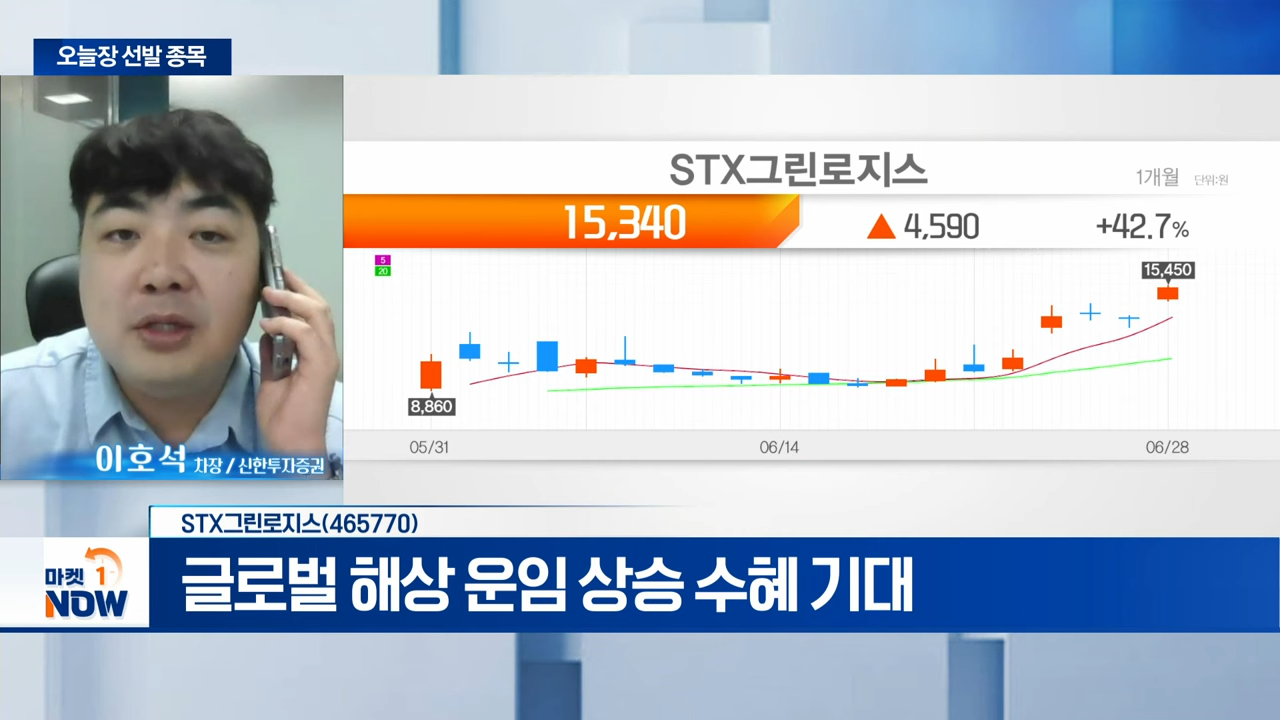 오늘장 선발 종목
STX그린로지스
1개월 단위:원
15,340 ▲ 4,590 +42.7%
5
20
15,450
8,860
05/31 06/14 06/28
이호석 차장 / 신한투자증권
STX그린로지스(465770)
마켓 1
NOW
글로벌 해상 운임 상승 수혜 기대